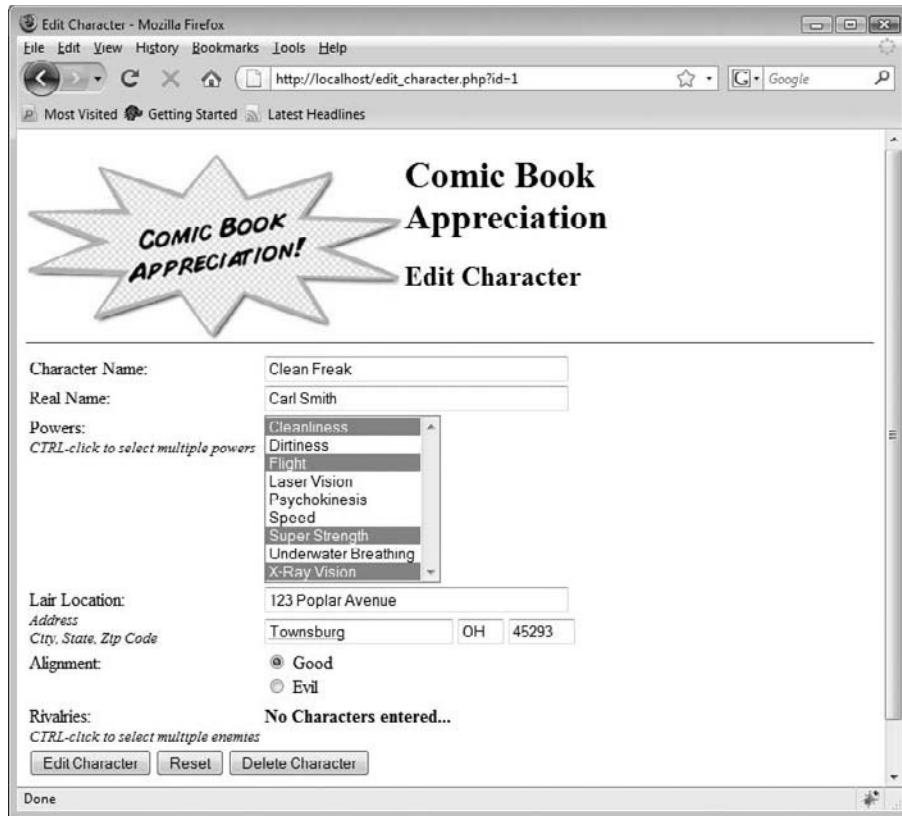 Edit Character - Mozilla Firefox
File Edit View History Bookmarks Tools Help
http://localhost/edit_character.php?id=1
Google
Most Visited Getting Started Latest Headlines
COMIC BOOK
APPRECIATION!
Comic Book
Appreciation
Edit Character
Character Name: Clean Freak
Real Name: Carl Smith
Powers:
CTRL-click to select multiple powers
Cleanliness
Dirtiness
Flight
Laser Vision
Psychokinesis
Speed
Super Strength
Underwater Breathing
X-Ray Vision
Lair Location: 123 Poplar Avenue
Address
City, State, Zip Code
Townsburg OH 45293
Alignment: Good
Evil
Rivalries: No Characters entered...
CTRL-click to select multiple enemies
Edit Character Reset Delete Character
Done